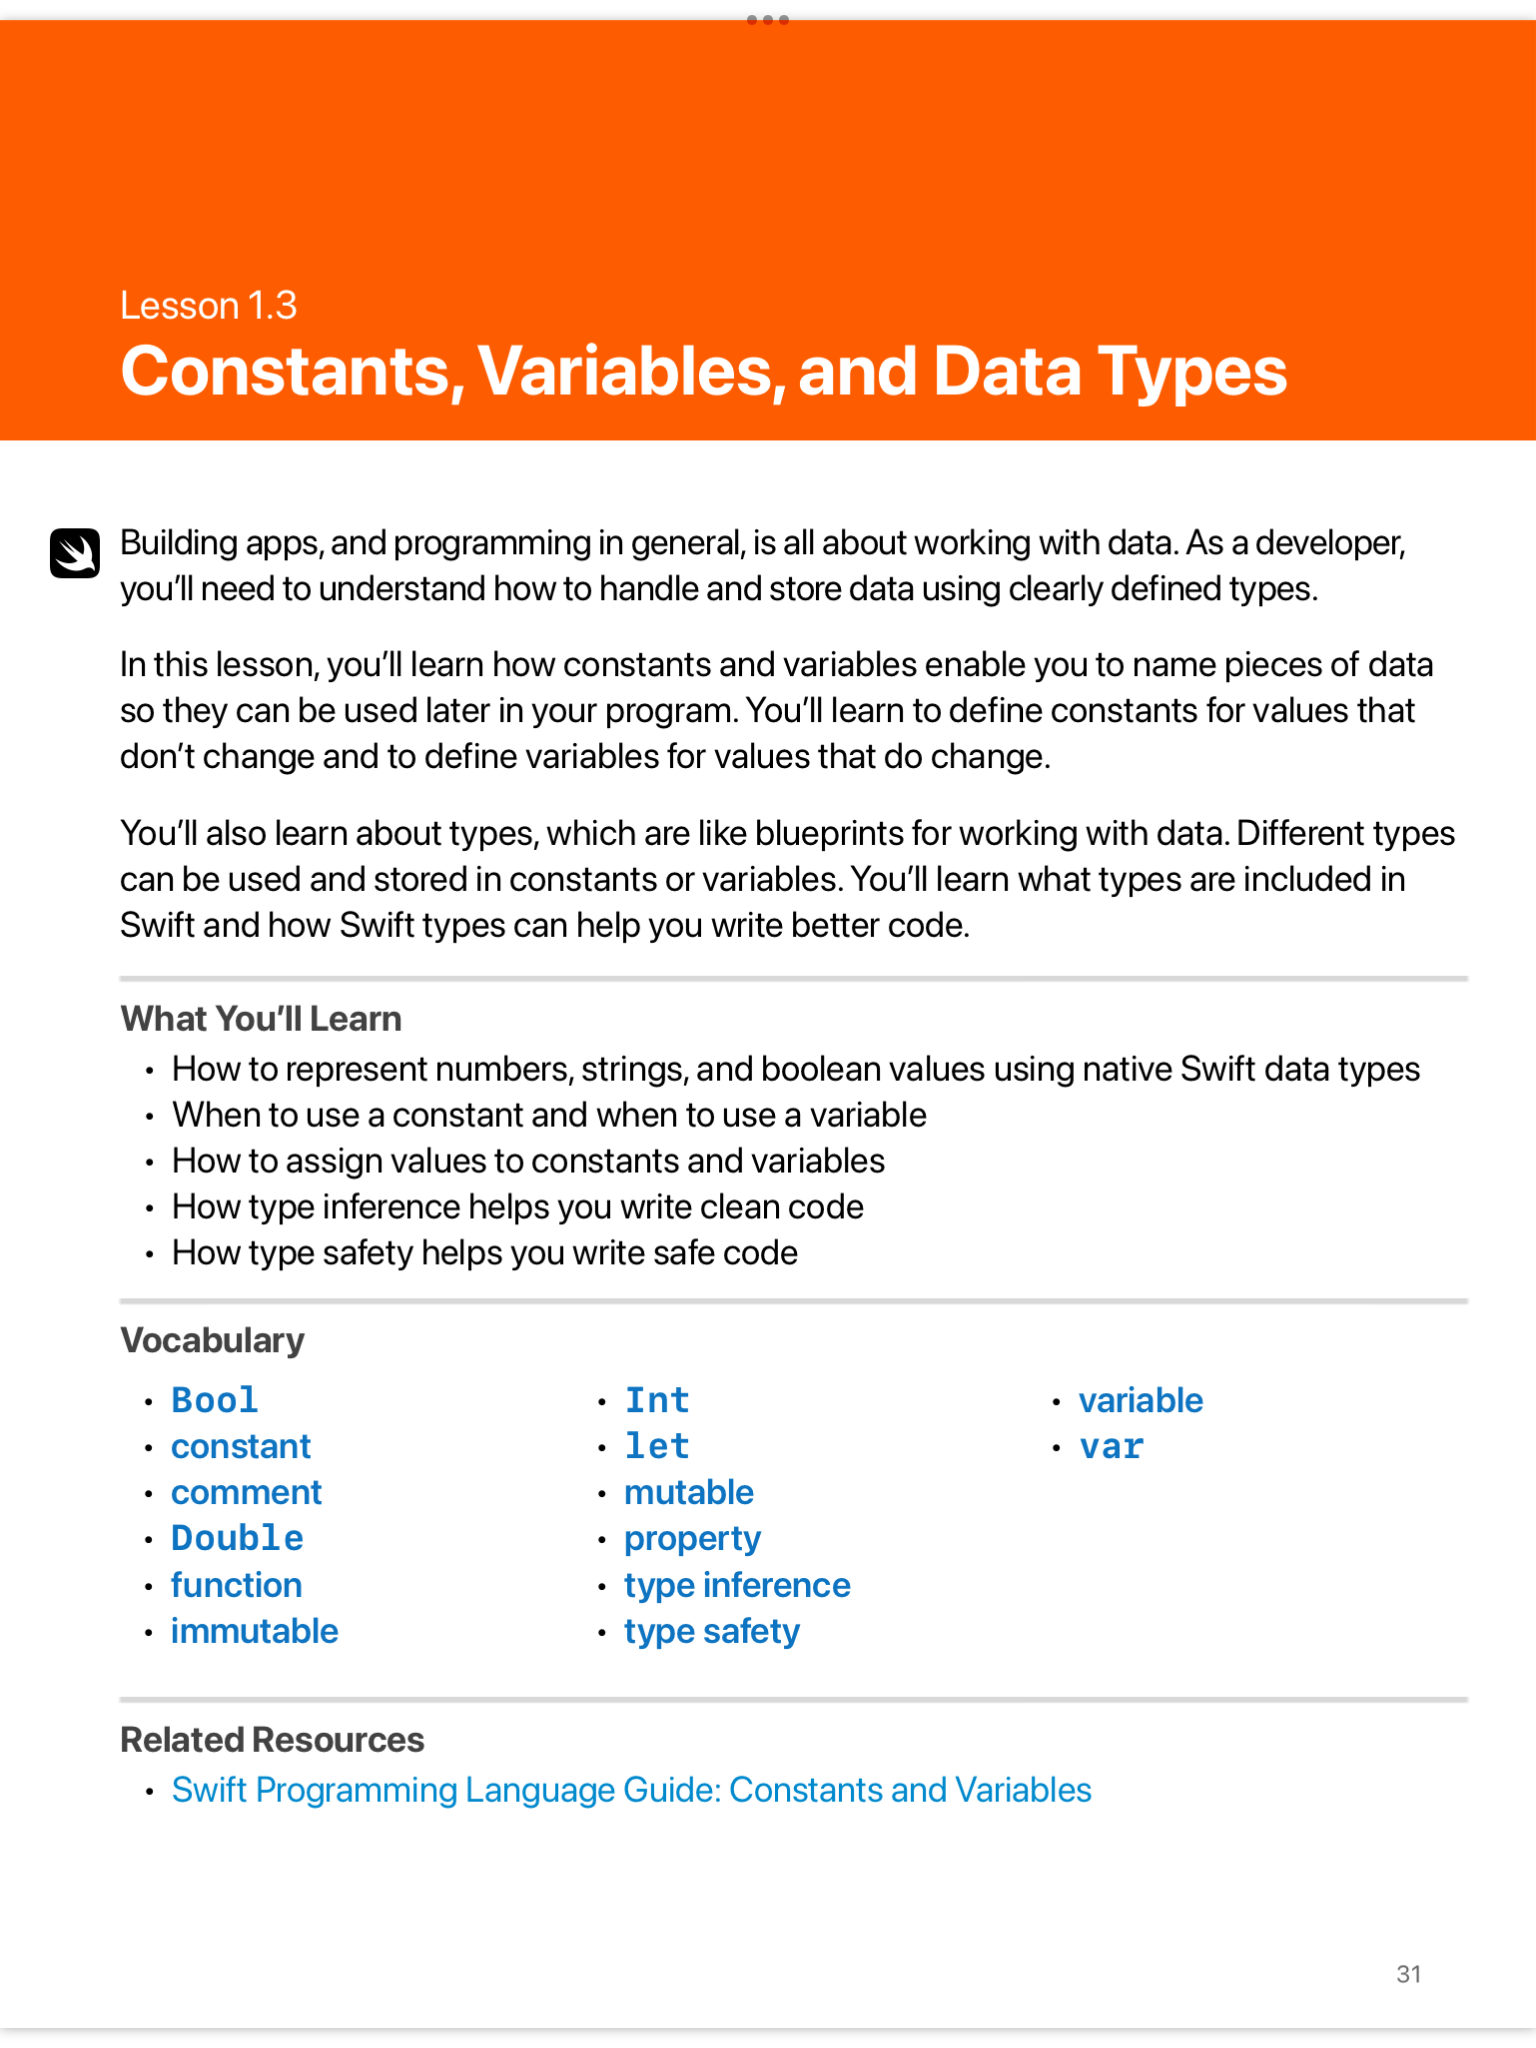 Lesson 1.3
Constants, Variables, and Data Types
Building apps, and programming in general, is all about working with data. As a developer,
you’ll need to understand how to handle and store data using clearly defined types.
In this lesson, you’ll learn how constants and variables enable you to name pieces of data
so they can be used later in your program. You’ll learn to define constants for values that
don’t change and to define variables for values that do change.
You’ll also learn about types, which are like blueprints for working with data. Different types
can be used and stored in constants or variables. You’ll learn what types are included in
Swift and how Swift types can help you write better code.
What You’ll Learn
• How to represent numbers, strings, and boolean values using native Swift data types
• When to use a constant and when to use a variable
• How to assign values to constants and variables
• How type inference helps you write clean code
• How type safety helps you write safe code
Vocabulary
• Bool
• constant
• comment
• Double
• function
• immutable
• Int
• let
• mutable
• property
• type inference
• type safety
• variable
• var
Related Resources
• Swift Programming Language Guide: Constants and Variables
31